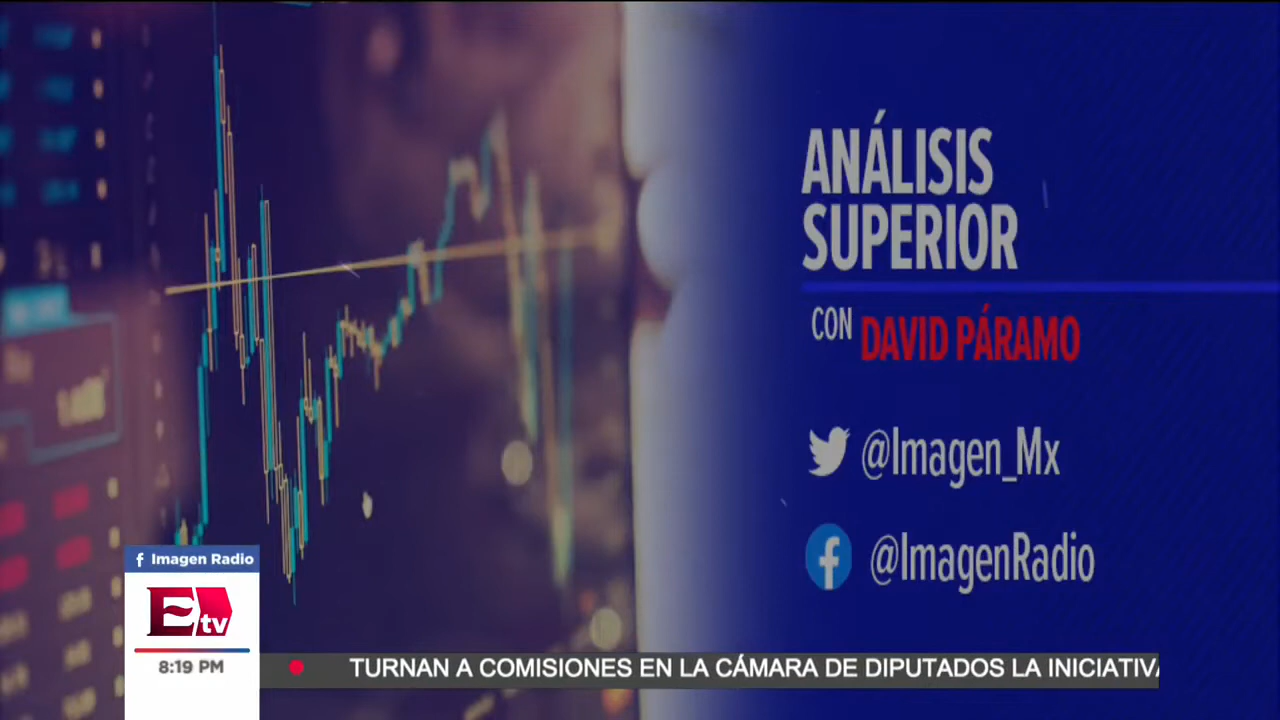 ANÁLISIS
SUPERIOR
CON DAVID PÁRAMO
@Imagen_Mx
@ImagenRadio
Imagen Radio
E tv
8:19 PM
TURNAN A COMISIONES EN LA CÁMARA DE DIPUTADOS LA INICIATIVA